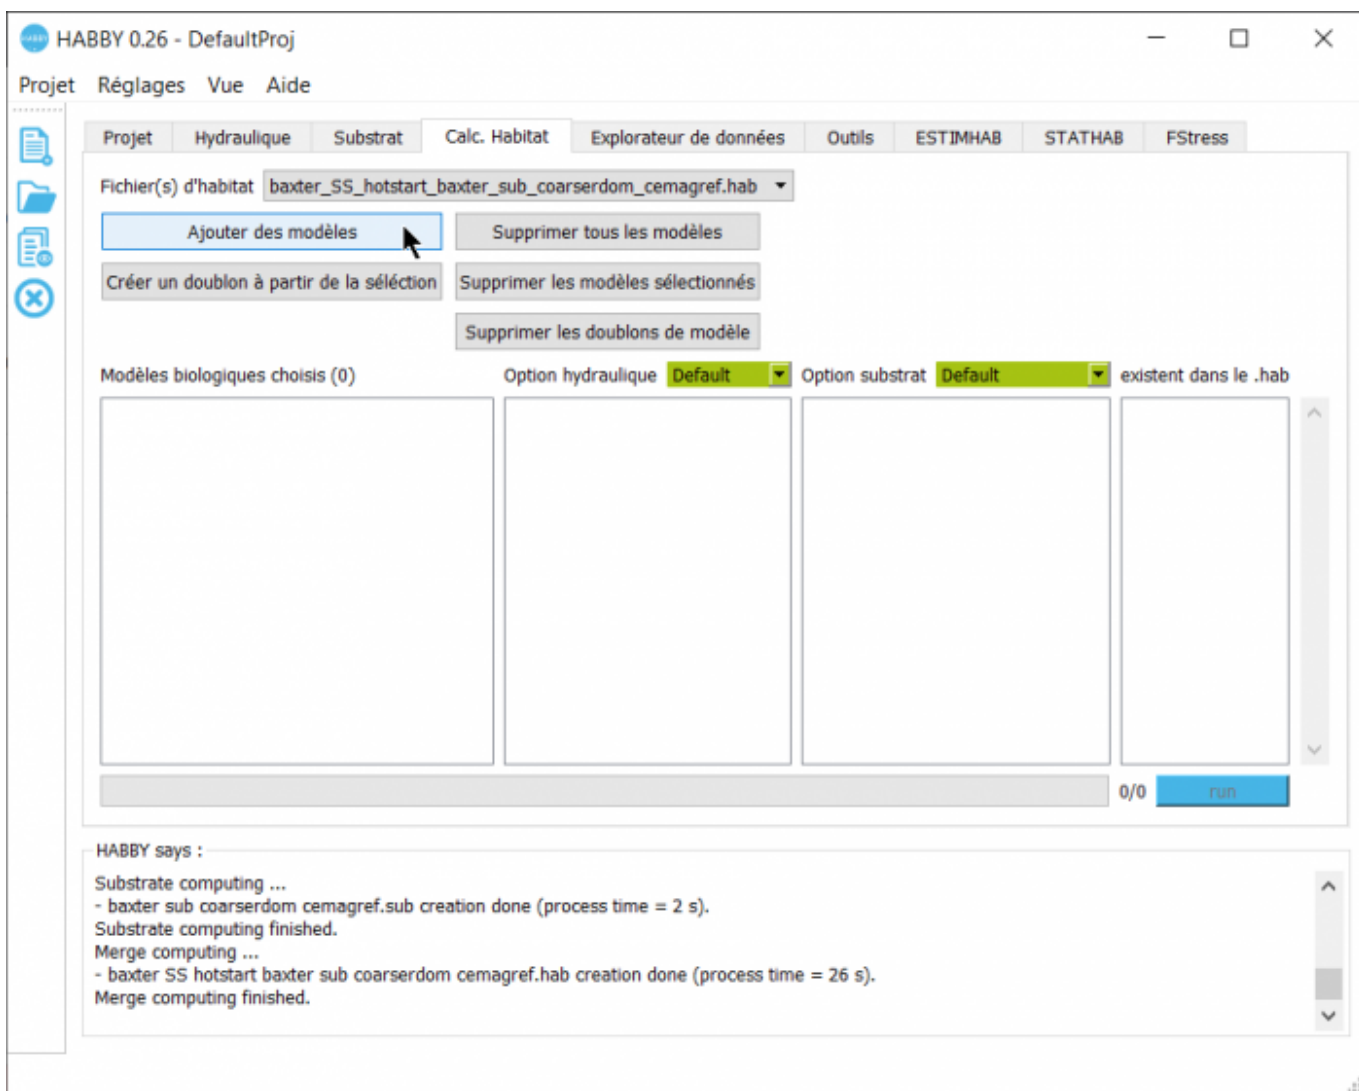 HABBY 0.26 - DefaultProj
Projet Réglages Vue Aide
Projet Hydraulique Substrat Calc. Habitat Explorateur de données Outils ESTIMHAB STATHAB FStress
Fichier(s) d'habitat baxter_SS_hotstart_baxter_sub_coarserdom_cemagref.hab
Ajouter des modèles Supprimer tous les modèles
Créer un doublon à partir de la séléction Supprimer les modèles sélectionnés
Supprimer les doublons de modèle
Modèles biologiques choisis (0) Option hydraulique Default Option substrat Default existent dans le .hab
0/0 run
HABBY says :
Substrate computing ...
- baxter sub coarserdom cemagref.sub creation done (process time = 2 s).
Substrate computing finished.
Merge computing ...
- baxter SS hotstart baxter sub coarserdom cemagref.hab creation done (process time = 26 s).
Merge computing finished.